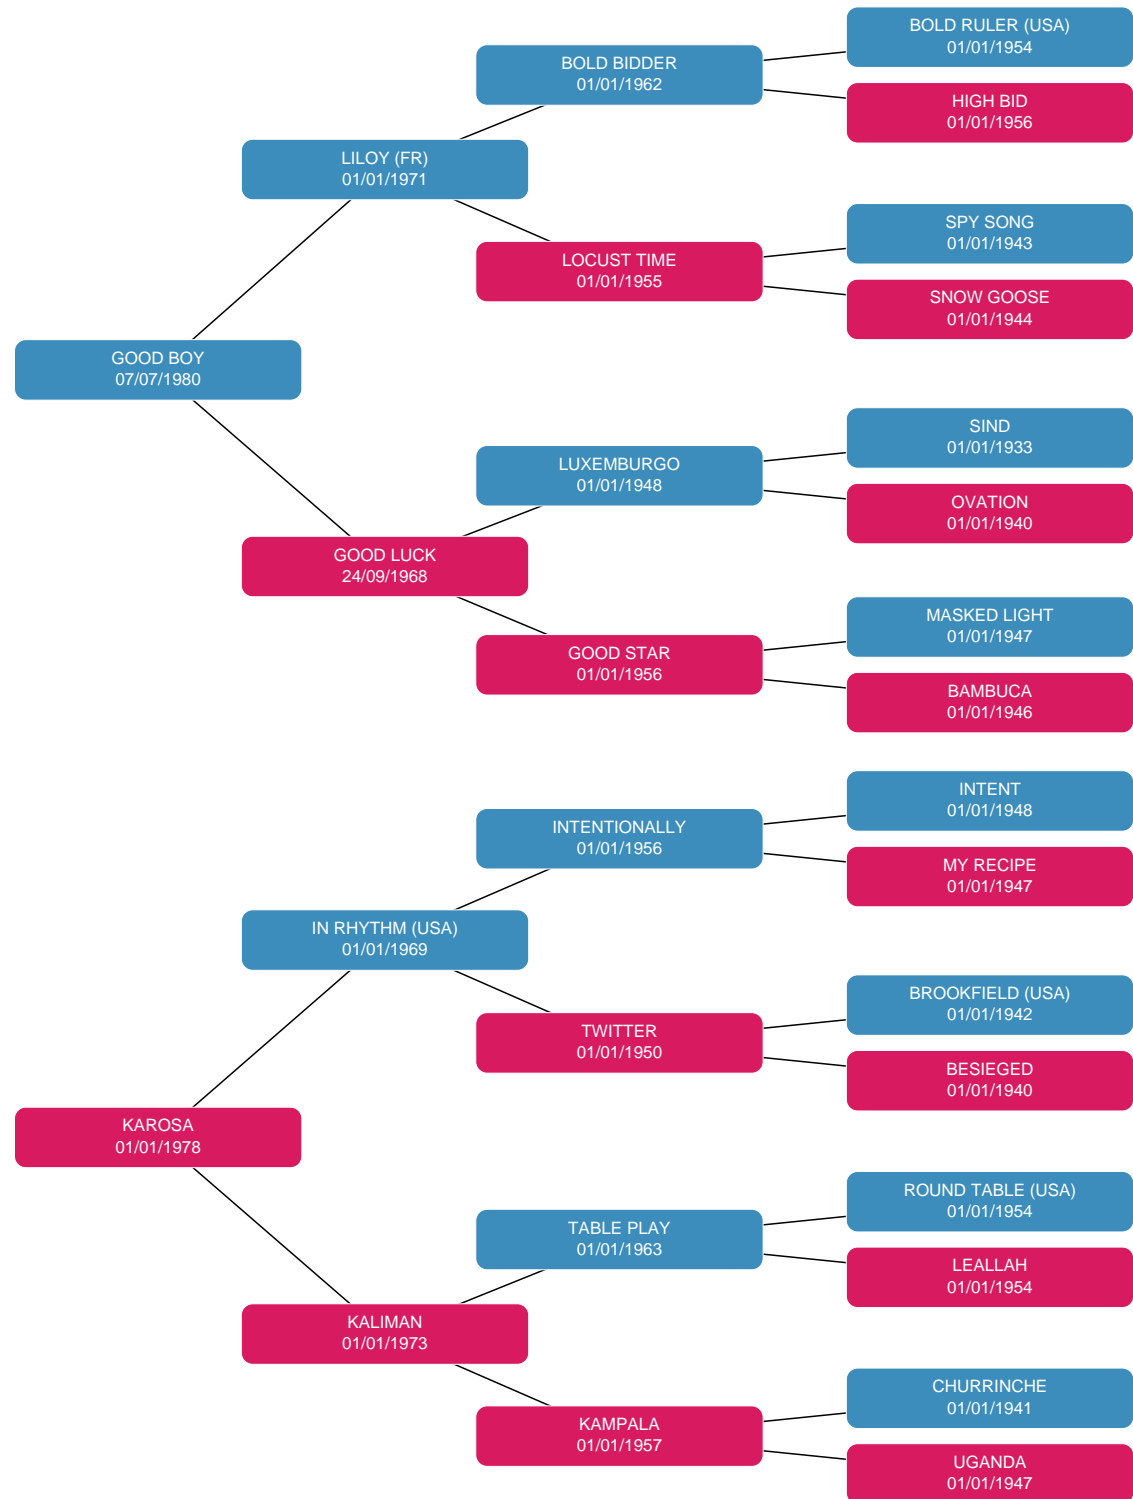 BOLD RULER (USA)
01/01/1954
BOLD BIDDER
01/01/1962
HIGH BID
01/01/1956
LILOY (FR)
01/01/1971
SPY SONG
01/01/1943
LOCUST TIME
01/01/1955
SNOW GOOSE
01/01/1944
GOOD BOY
07/07/1980
SIND
01/01/1933
LUXEMBURGO
01/01/1948
OVATION
01/01/1940
GOOD LUCK
24/09/1968
MASKED LIGHT
01/01/1947
GOOD STAR
01/01/1956
BAMBUCA
01/01/1946
INTENT
01/01/1948
INTENTIONALLY
01/01/1956
MY RECIPE
01/01/1947
IN RHYTHM (USA)
01/01/1969
BROOKFIELD (USA)
01/01/1942
TWITTER
01/01/1950
BESIEGED
01/01/1940
KAROSA
01/01/1978
ROUND TABLE (USA)
01/01/1954
TABLE PLAY
01/01/1963
LEALLAH
01/01/1954
KALIMAN
01/01/1973
CHURRINCHE
01/01/1941
KAMPALA
01/01/1957
UGANDA
01/01/1947